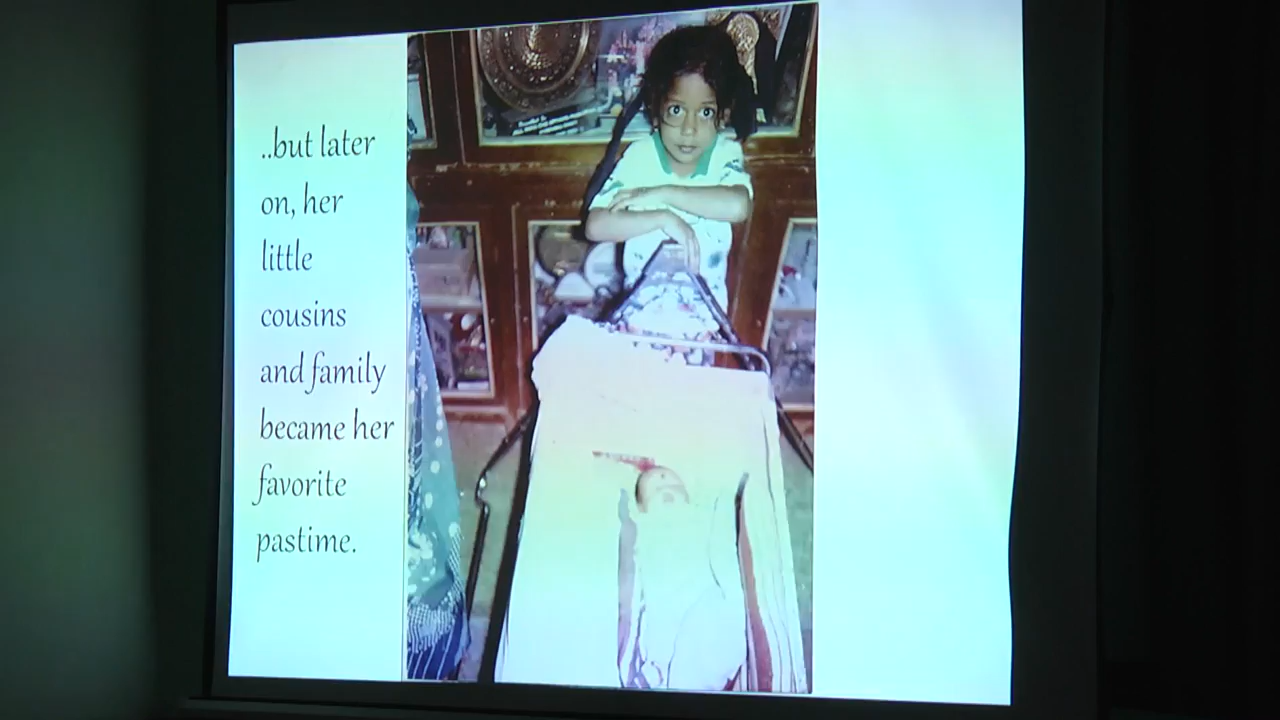 ..but later
on, her
little
cousins
and family
became her
favorite
pastime.